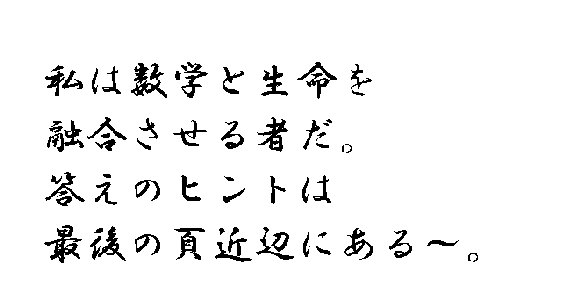 私は数学と生命を
融合させる者だ。
答えのヒントは
最後の頁近辺にある～。